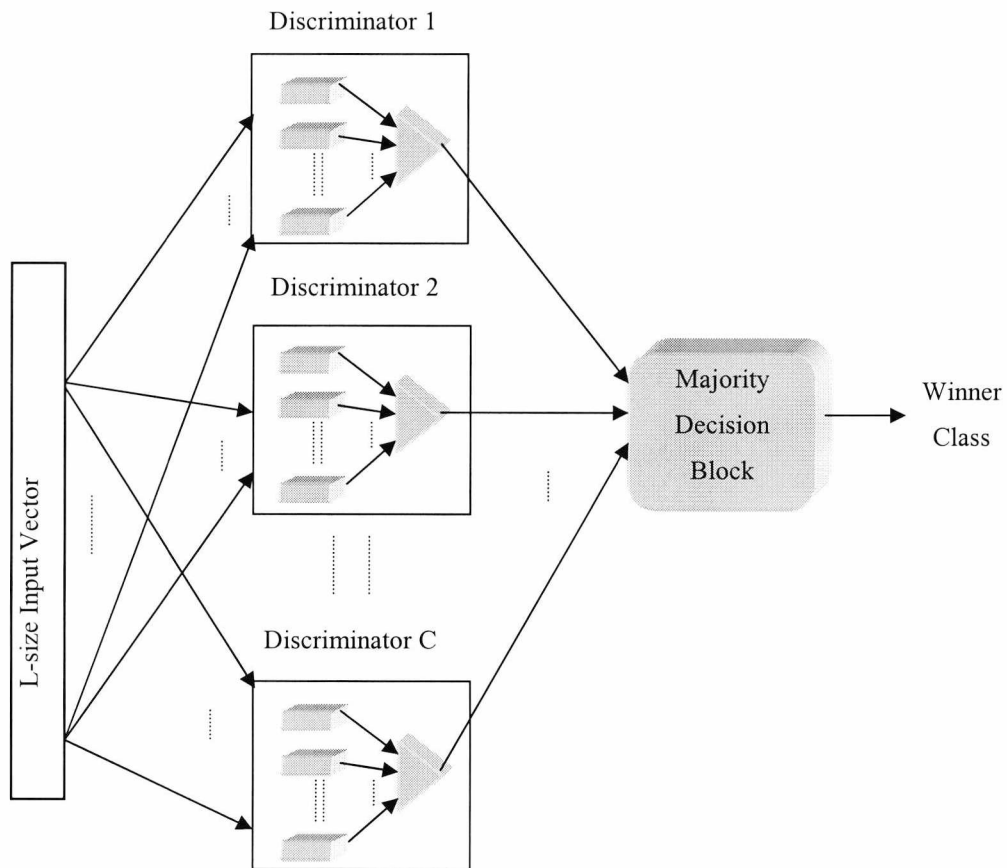 Discriminator 1
Discriminator 2
Discriminator C
L-size Input Vector
Majority
Decision
Block
Winner
Class